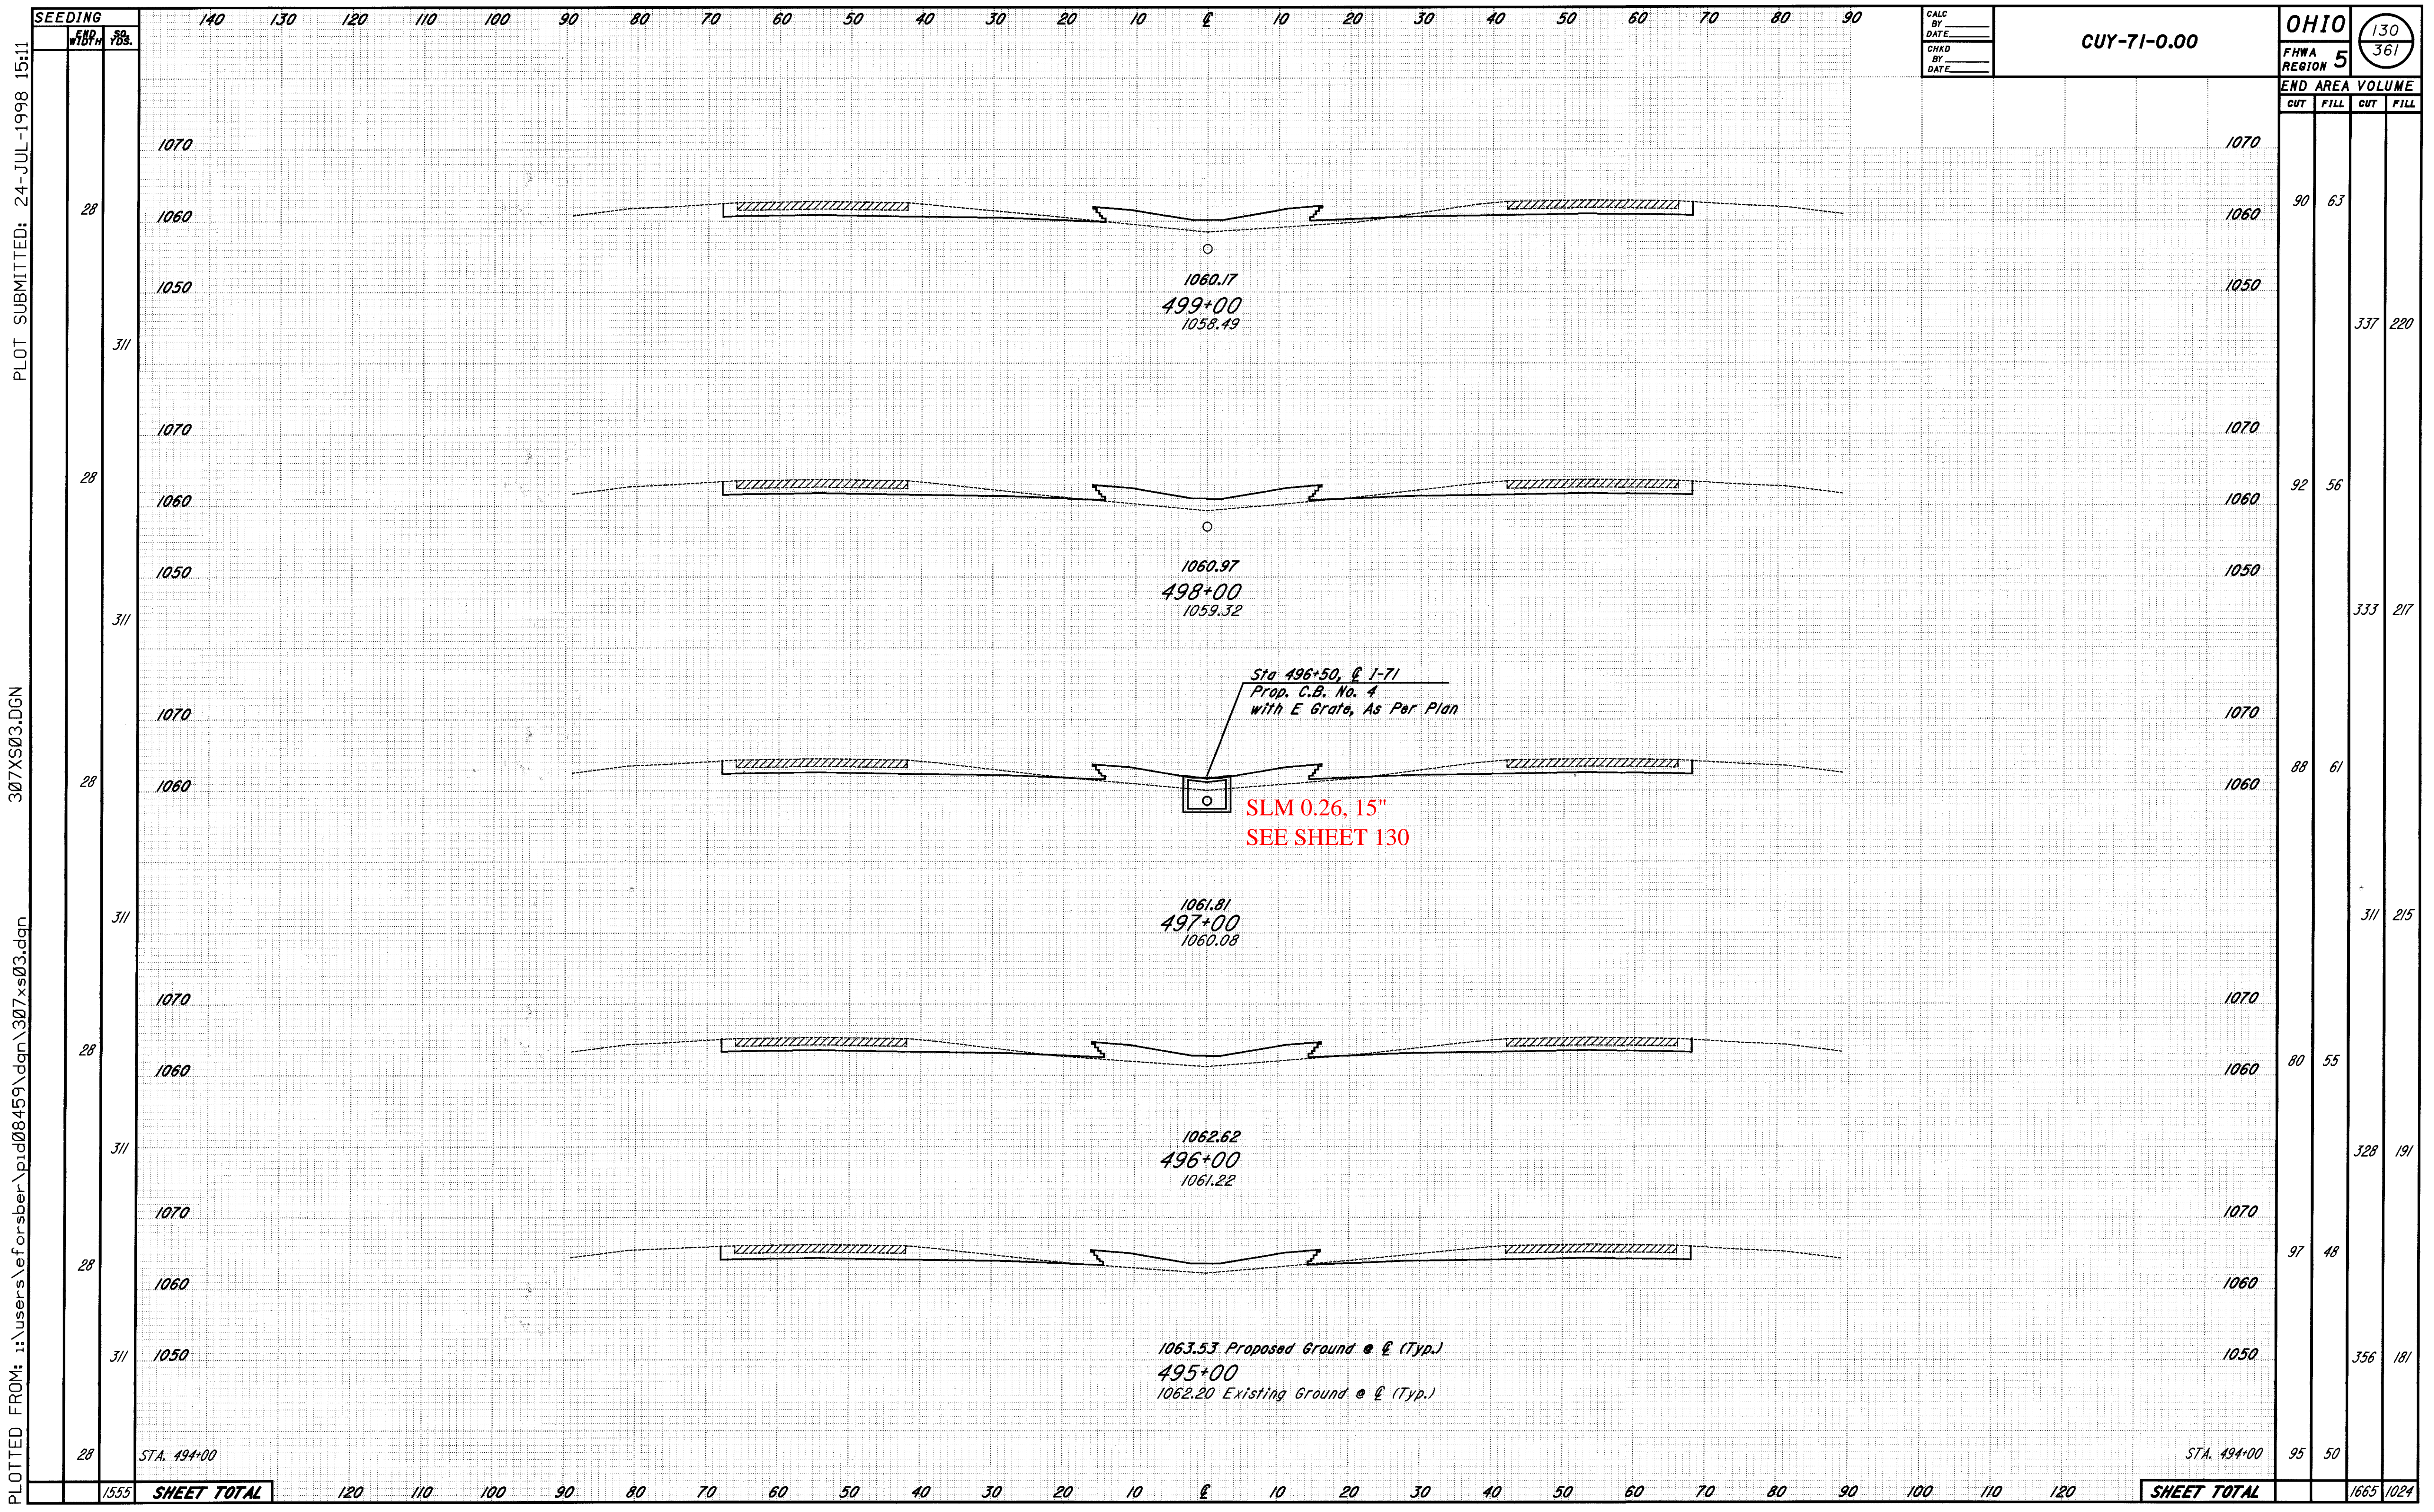 SEEDING
END WIDTH
SQ. YDS.
140 130 120 110 100 90 80 70 60 50 40 30 20 10 ℄ 10 20 30 40 50 60 70 80 90
CALC
BY
DATE
CHKD
BY
DATE
CUY-71-0.00
OHIO
FHWA
REGION 5
130
361
END AREA VOLUME
CUT FILL CUT FILL
PLOT SUBMITTED: 24-JUL-1998 15:11
307XS03.DGN
PLOTTED FROM: i:\users\eforsber\pid08459\dgn\307xs03.dgn
1070 1070
28 1060 1060 90 63
1050 1050
1060.17
499+00
1058.49
311 337 220
1070 1070
28 1060 1060 92 56
1050 1050
1060.97
498+00
1059.32
311 333 217
Sta 496+50, ℄ I-71
Prop. C.B. No. 4
with E Grate, As Per Plan
1070 1070
28 1060 1060 88 61
SLM 0.26, 15"
SEE SHEET 130
1061.81
497+00
1060.08
311 311 215
1070 1070
28 1060 1060 80 55
1062.62
496+00
1061.22
311 328 191
1070 1070
28 1060 1060 97 48
1063.53 Proposed Ground @ ℄ (Typ.)
495+00
1062.20 Existing Ground @ ℄ (Typ.)
311 1050 1050 356 181
28 STA. 494+00 STA. 494+00 95 50
1555 SHEET TOTAL 120 110 100 90 80 70 60 50 40 30 20 10 ℄ 10 20 30 40 50 60 70 80 90 100 110 120 SHEET TOTAL 1665 1024